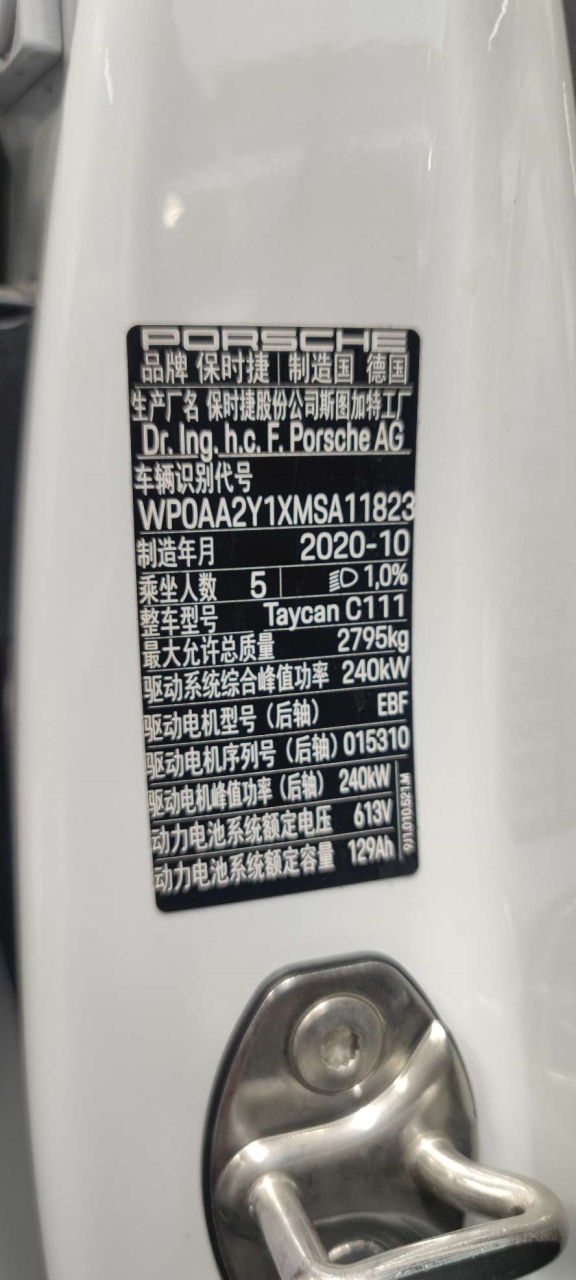 PORSCHE
品牌 保时捷 制造国 德国
生产厂名 保时捷股份公司斯图加特工厂
Dr. Ing. h.c. F. Porsche AG
车辆识别代号
WP0AA2Y1XMSA11823
制造年月 2020-10
乘坐人数 5 1,0%
整车型号 Taycan C111
最大允许总质量 2795kg
驱动系统综合峰值功率 240kW
驱动电机型号（后轴） EBF
驱动电机序列号（后轴）015310
驱动电机峰值功率（后轴） 240kW
动力电池系统额定电压 613V
动力电池系统额定容量 129Ah
9J1.010.521.M